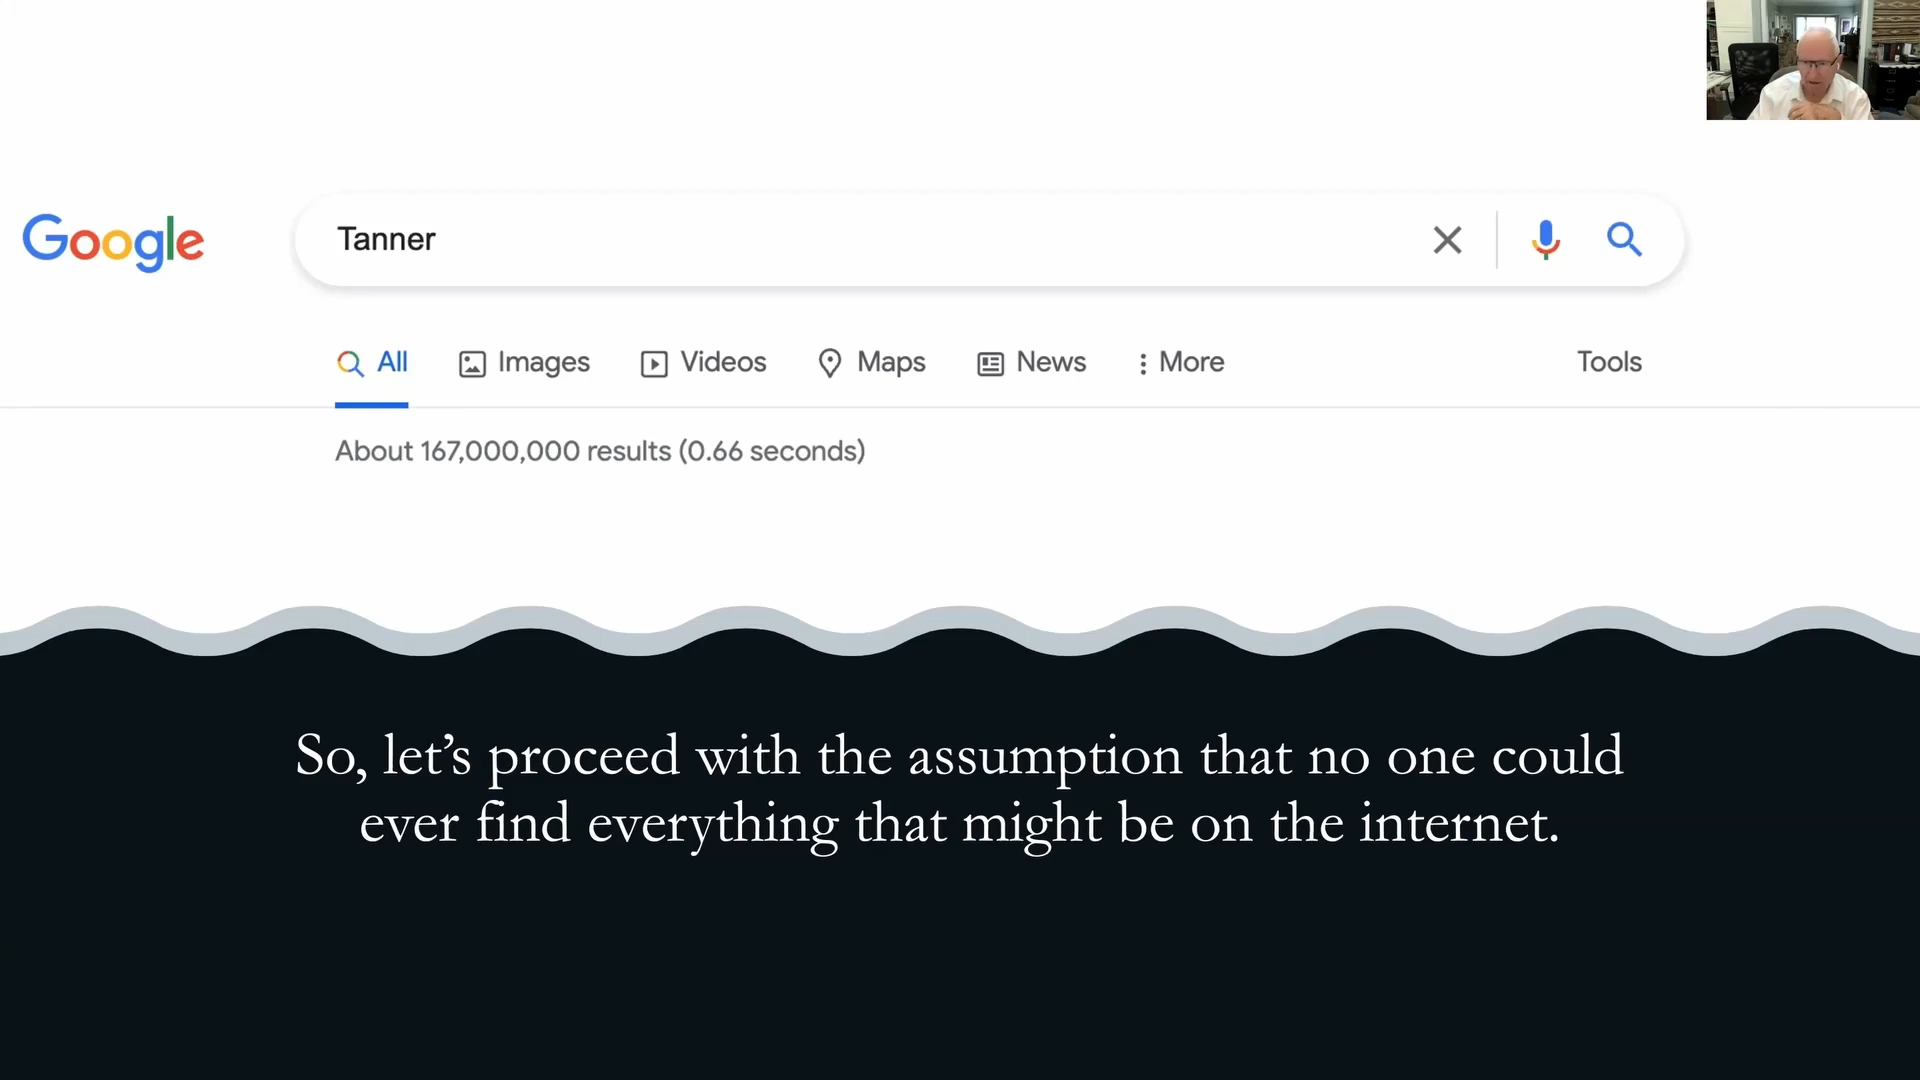 Google
Tanner
All Images Videos Maps News More Tools
About 167,000,000 results (0.66 seconds)
So, let’s proceed with the assumption that no one could
ever find everything that might be on the internet.